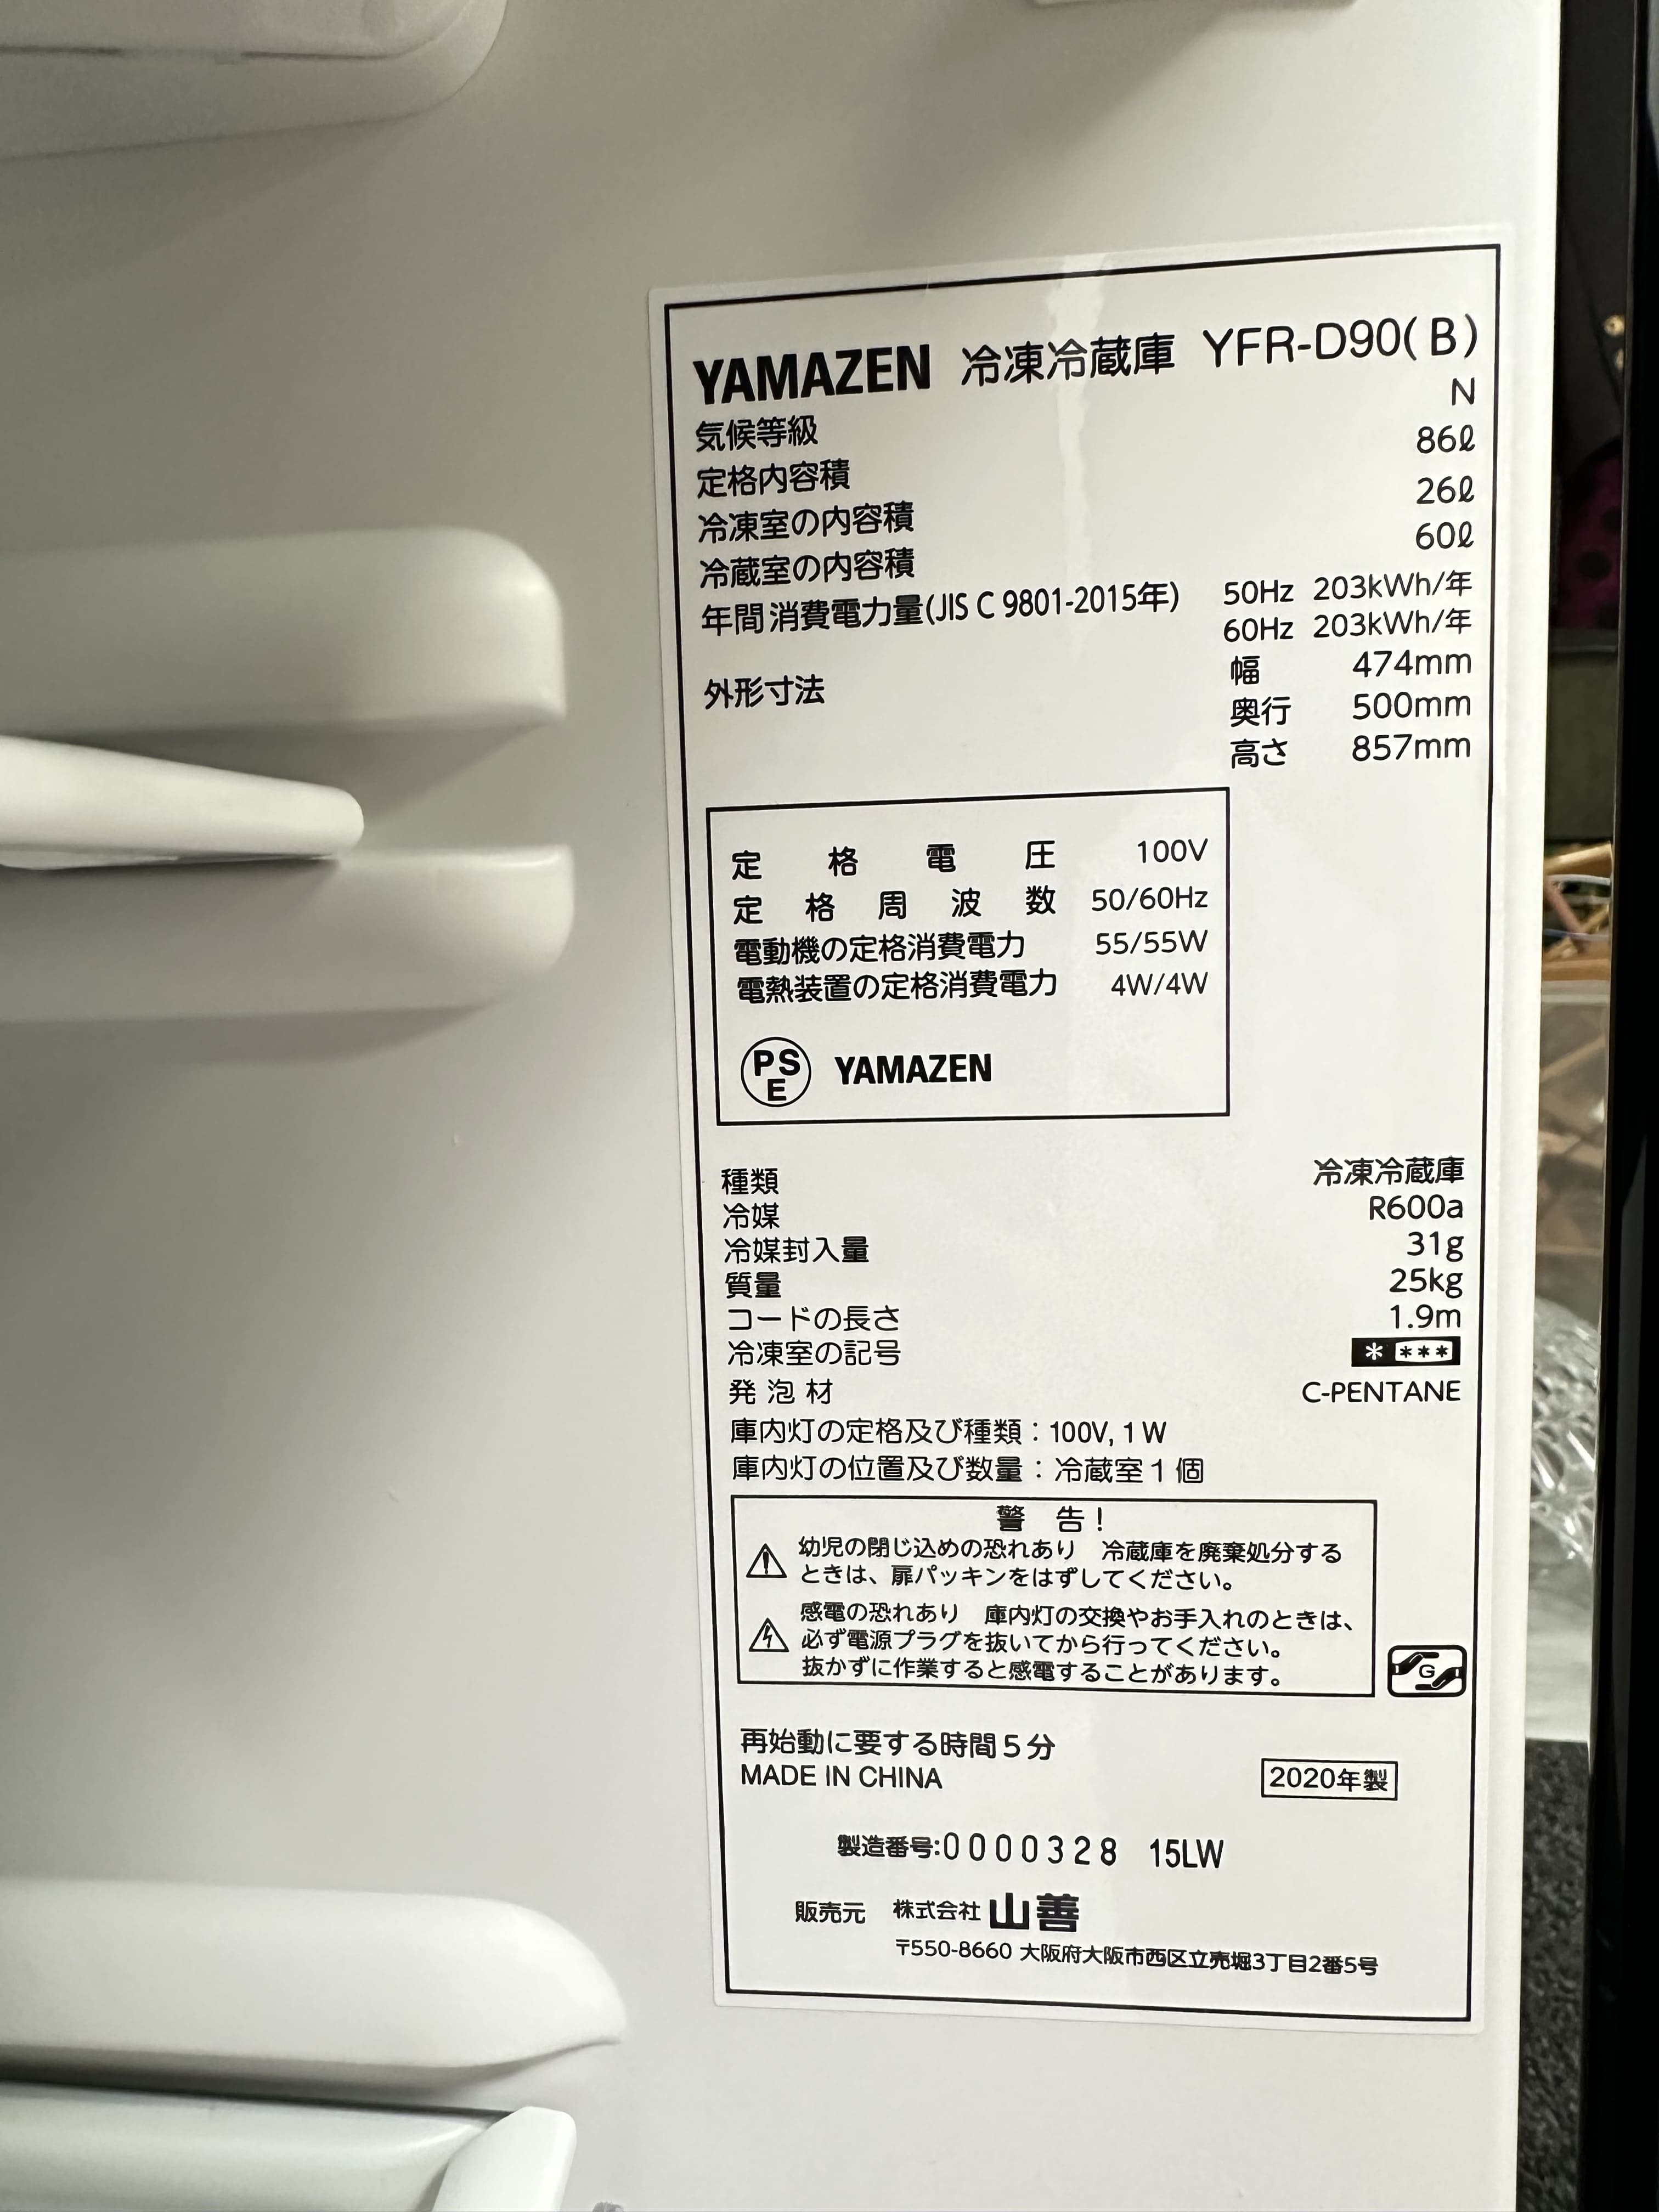 YAMAZEN 冷凍冷蔵庫 YFR-D90(B)
気候等級 N
定格内容積 86ℓ
冷凍室の内容積 26ℓ
冷蔵室の内容積 60ℓ
年間消費電力量(JIS C 9801-2015年) 50Hz 203kWh/年
60Hz 203kWh/年
外形寸法 幅 474mm
奥行 500mm
高さ 857mm
定格電圧 100V
定格周波数 50/60Hz
電動機の定格消費電力 55/55W
電熱装置の定格消費電力 4W/4W
PS
E YAMAZEN
種類 冷凍冷蔵庫
冷媒 R600a
冷媒封入量 31g
質量 25kg
コードの長さ 1.9m
冷凍室の記号 * ***
発泡材 C-PENTANE
庫内灯の定格及び種類：100V, 1W
庫内灯の位置及び数量：冷蔵室1個
警 告!
幼児の閉じ込めの恐れあり 冷蔵庫を廃棄処分する
ときは、扉パッキンをはずしてください。
感電の恐れあり 庫内灯の交換やお手入れのときは、
必ず電源プラグを抜いてから行ってください。
抜かずに作業すると感電することがあります。
G
再始動に要する時間5分
MADE IN CHINA 2020年製
製造番号:0000328 15LW
販売元 株式会社 山善
〒550-8660 大阪府大阪市西区立売堀3丁目2番5号